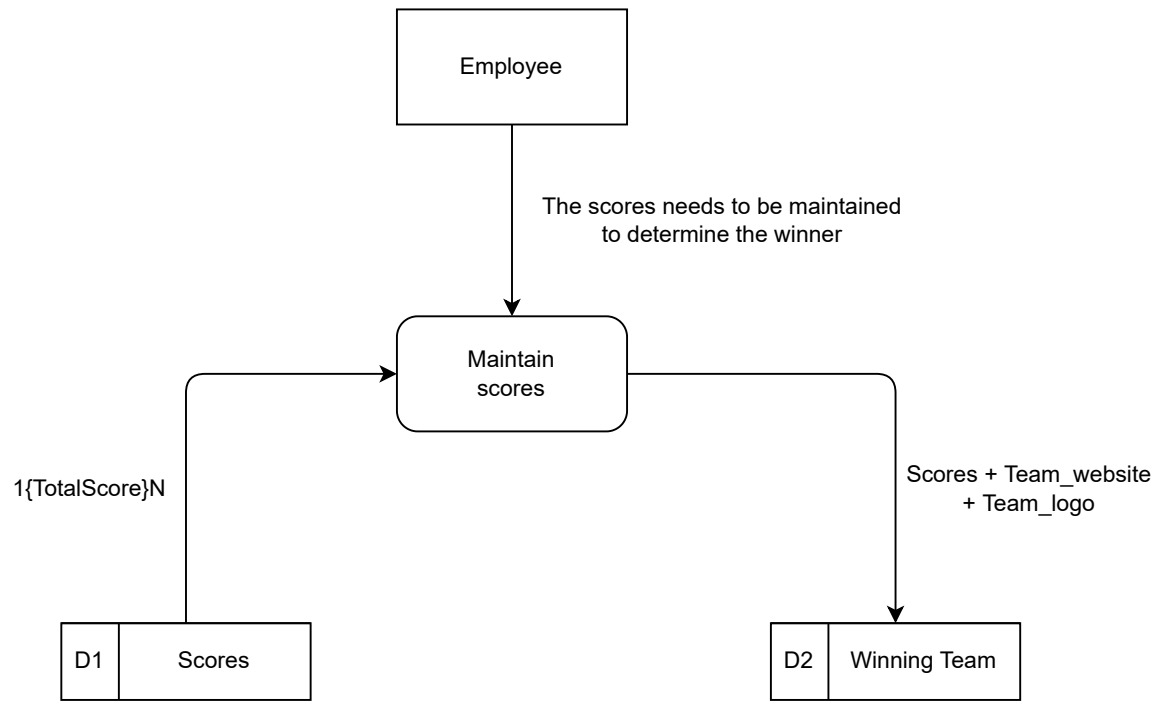 Employee
The scores needs to be maintained
to determine the winner
Maintain
scores
1{TotalScore}N
Scores + Team_website
+ Team_logo
D1 Scores
D2 Winning Team